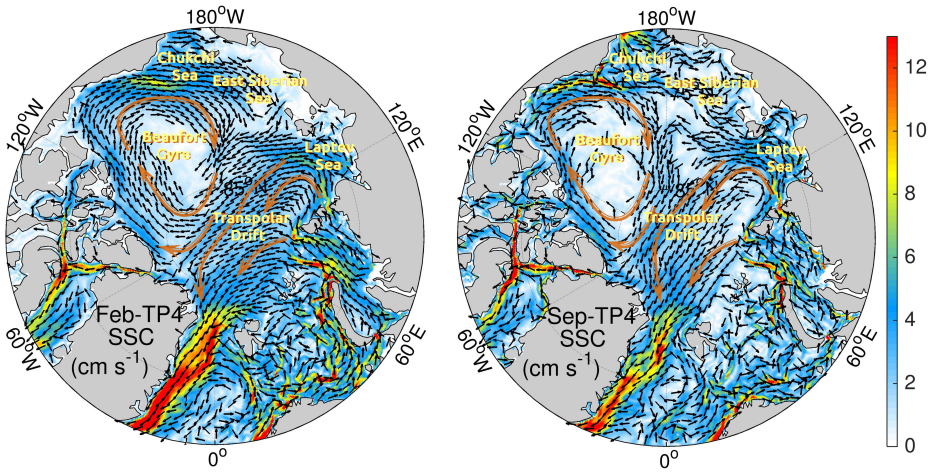 180°W
Chukchi
Sea
East Siberian
Sea
120°W
120°E
Beaufort
Gyre
Laptev
Sea
85°N
Transpolar
Drift
Feb-TP4
SSC
(cm s⁻¹)
60°W
60°E
0°
180°W
Chukchi
Sea
East Siberian
Sea
120°W
120°E
Beaufort
Gyre
Laptev
Sea
Transpolar
Drift
Sep-TP4
SSC
(cm s⁻¹)
60°W
60°E
0°
12
10
8
6
4
2
0